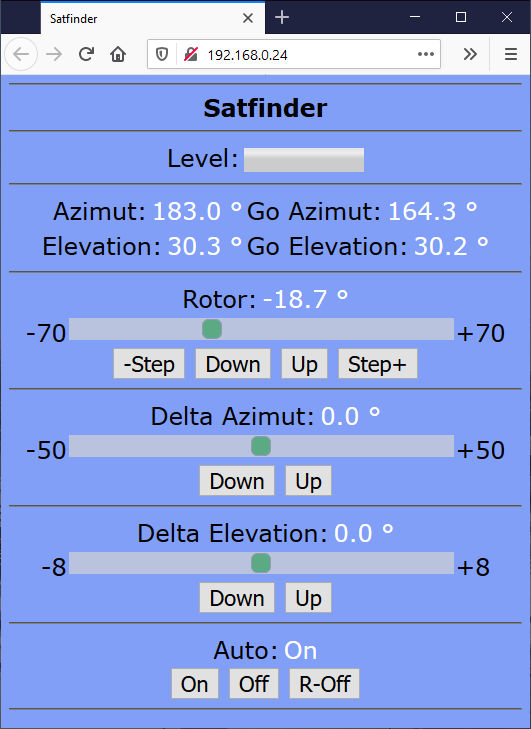 Satfinder
192.168.0.24
Satfinder
Level:
Azimut: 183.0 ° Go Azimut: 164.3 °
Elevation: 30.3 ° Go Elevation: 30.2 °
Rotor: -18.7 °
-70 +70
-Step Down Up Step+
Delta Azimut: 0.0 °
-50 +50
Down Up
Delta Elevation: 0.0 °
-8 +8
Down Up
Auto: On
On Off R-Off